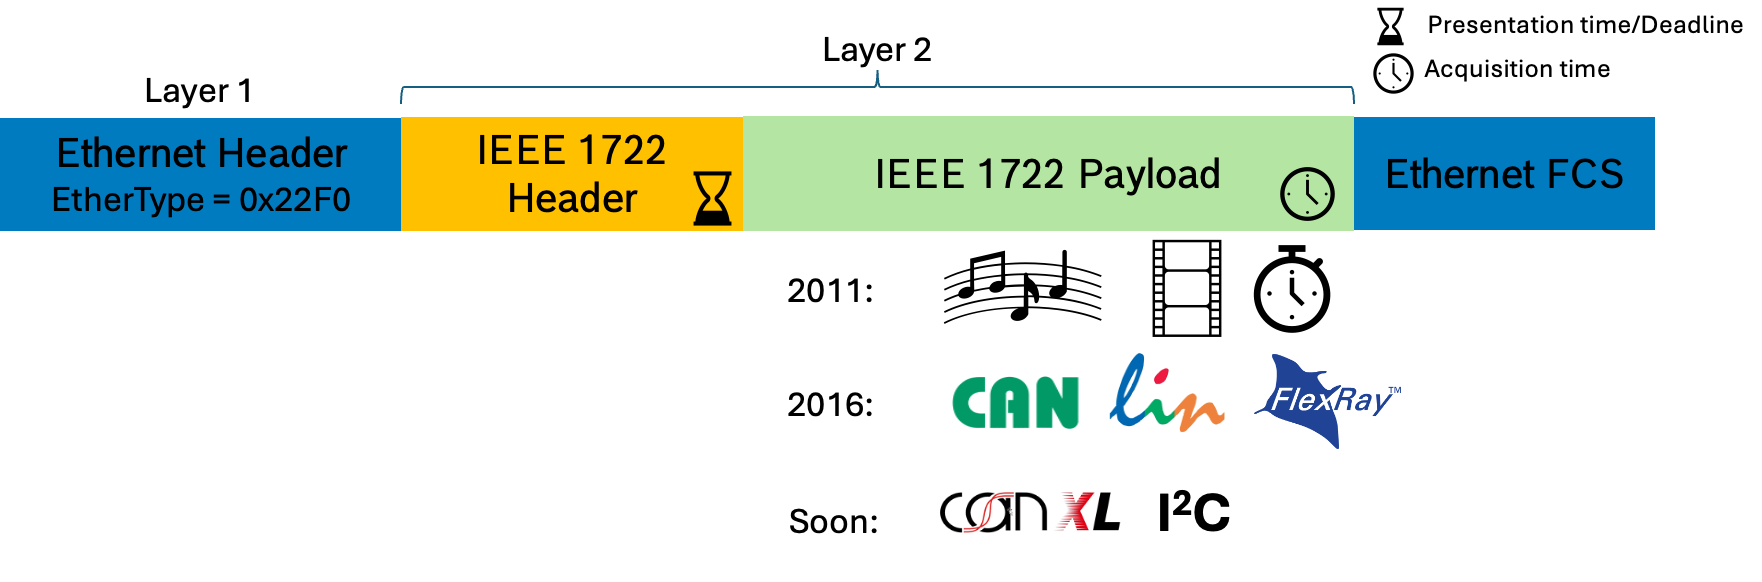 Presentation time/Deadline
Acquisition time
Layer 2
Layer 1
Ethernet Header
EtherType = 0x22F0
IEEE 1722
Header
IEEE 1722 Payload
Ethernet FCS
2011:
2016: CAN lin FlexRay™
Soon: can XL I²C